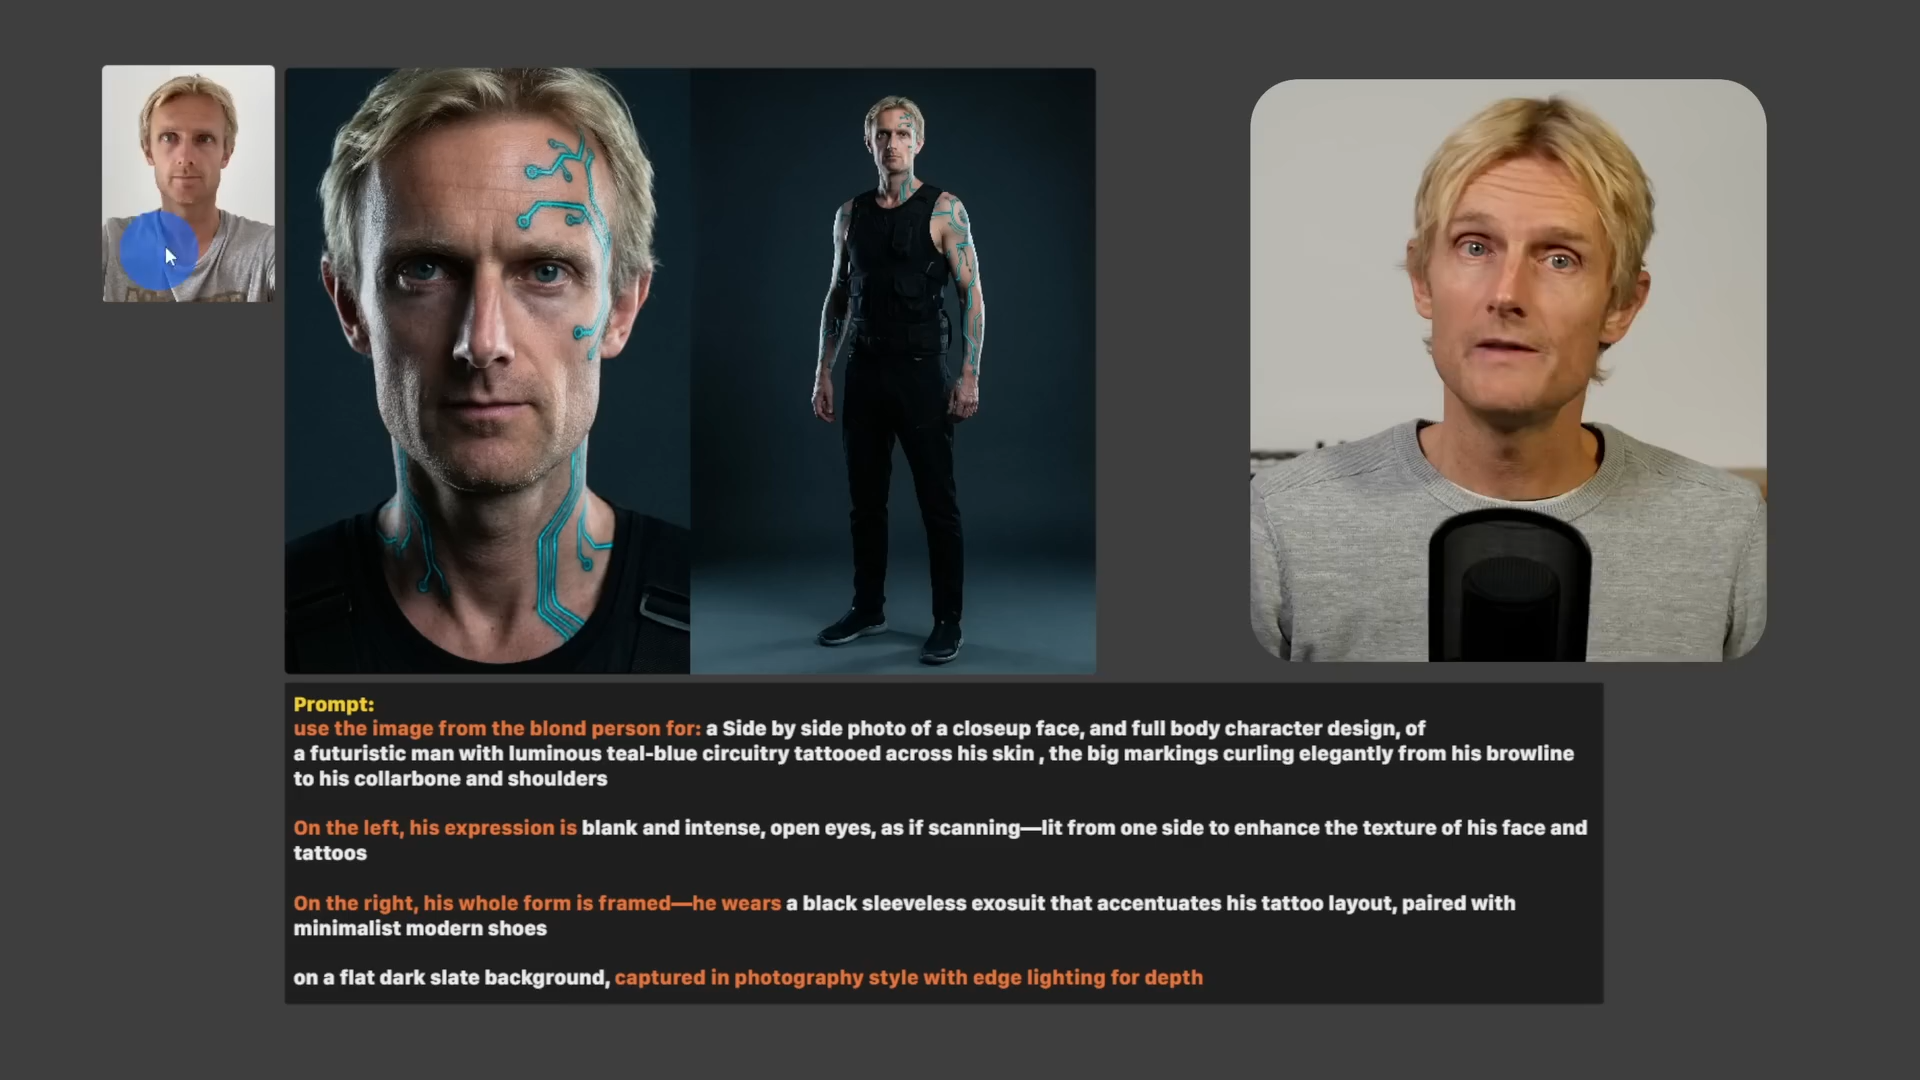 Prompt:
use the image from the blond person for: a Side by side photo of a closeup face, and full body character design, of
a futuristic man with luminous teal-blue circuitry tattooed across his skin , the big markings curling elegantly from his browline
to his collarbone and shoulders
On the left, his expression is blank and intense, open eyes, as if scanning—lit from one side to enhance the texture of his face and
tattoos
On the right, his whole form is framed—he wears a black sleeveless exosuit that accentuates his tattoo layout, paired with
minimalist modern shoes
on a flat dark slate background, captured in photography style with edge lighting for depth